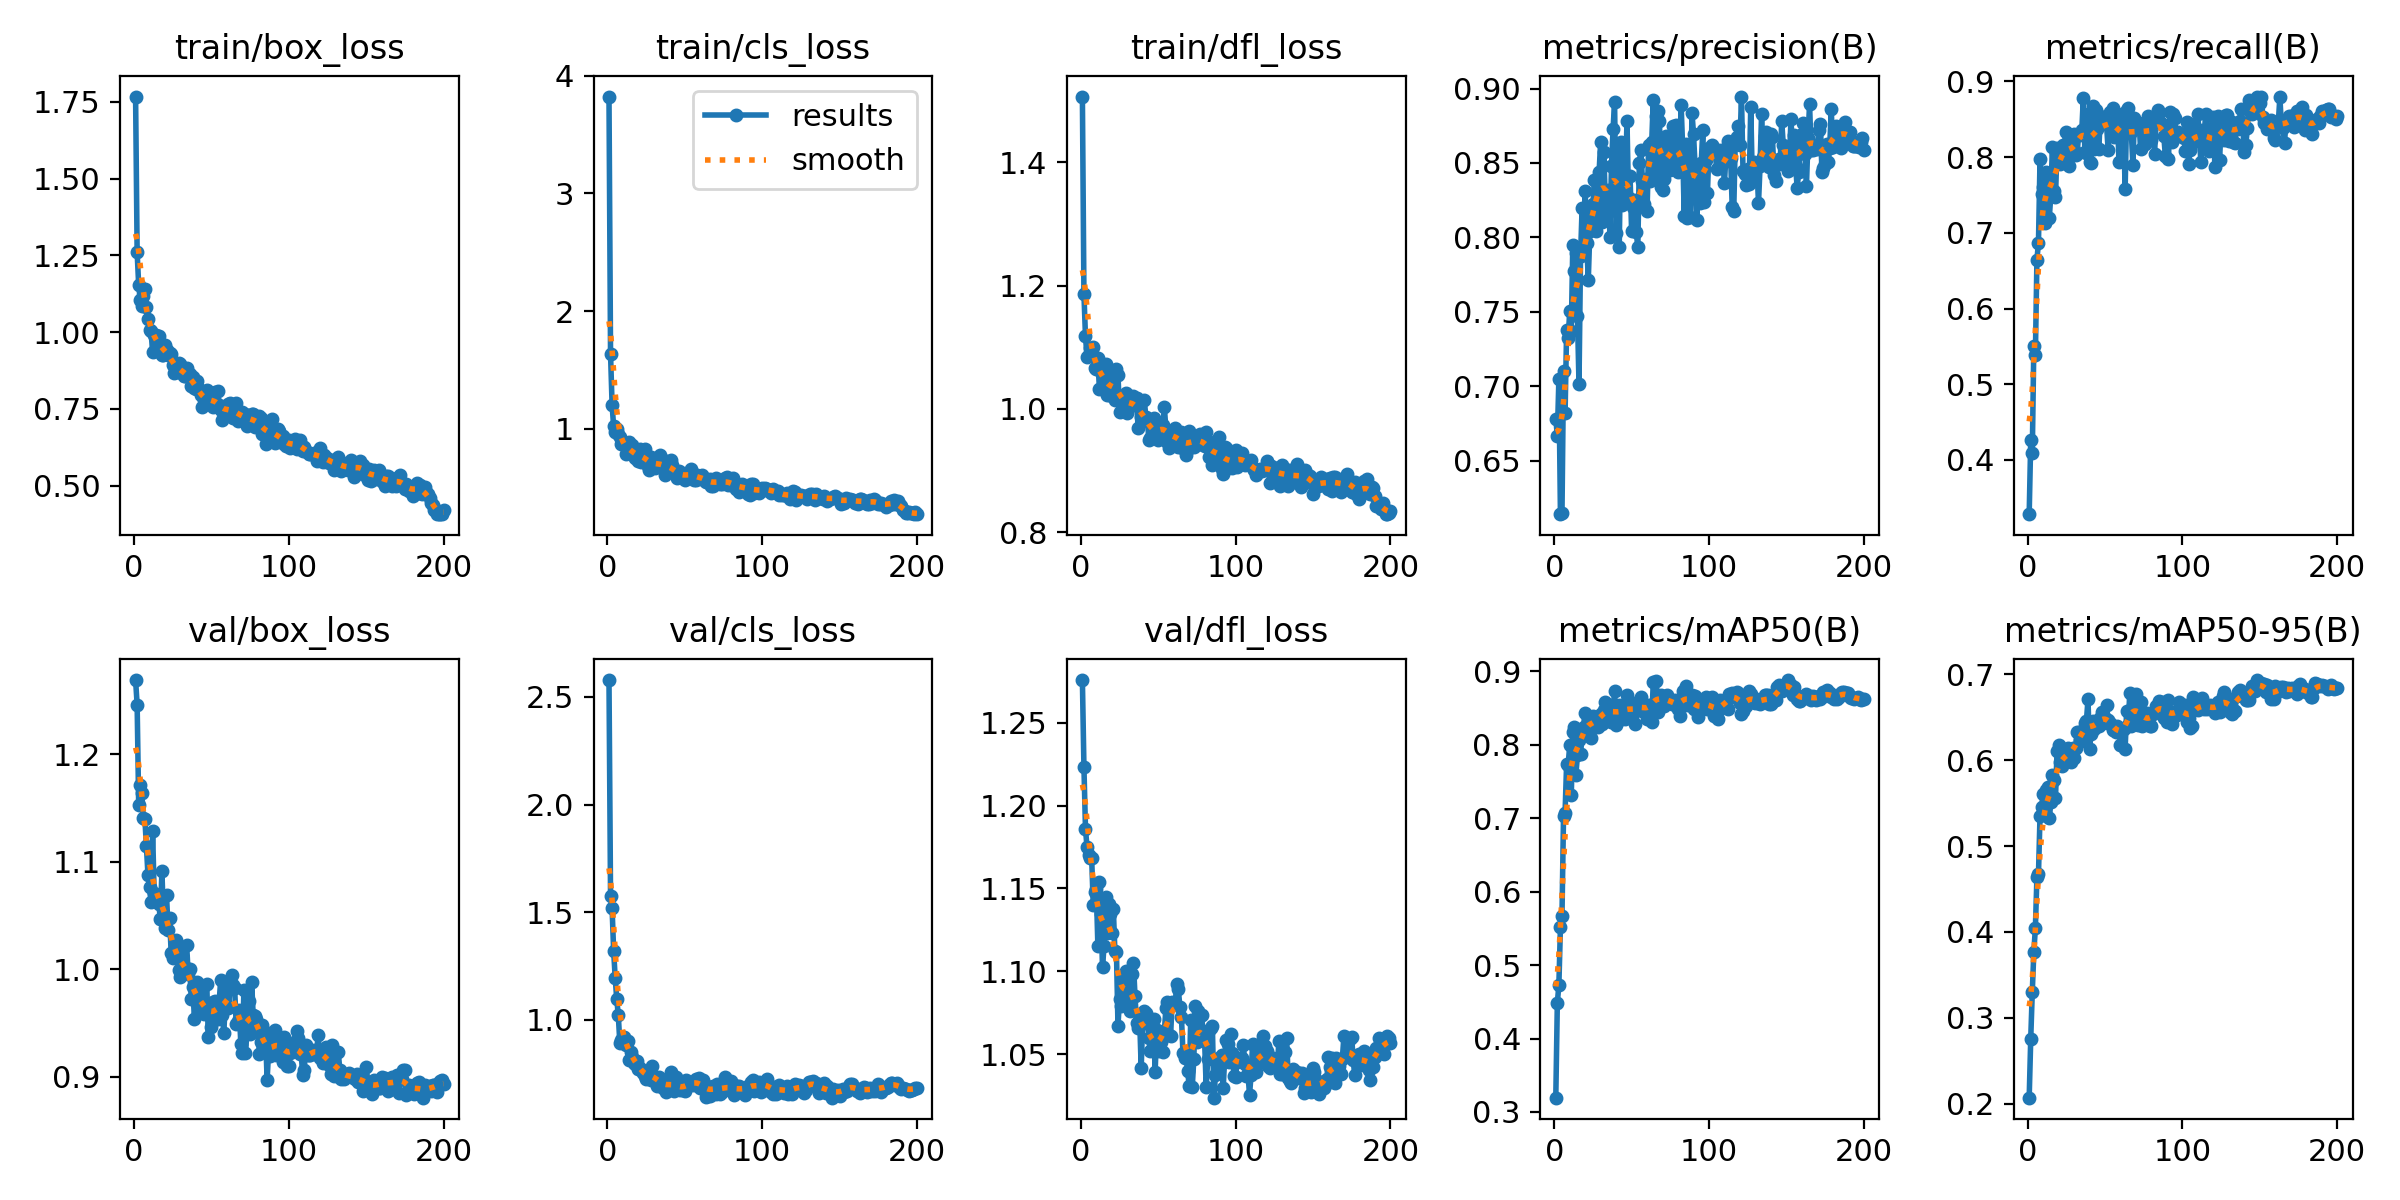 train/box_loss
1.75
1.50
1.25
1.00
0.75
0.50
0 100 200
train/cls_loss
results
smooth
4
3
2
1
0 100 200
train/dfl_loss
1.4
1.2
1.0
0.8
0 100 200
metrics/precision(B)
0.90
0.85
0.80
0.75
0.70
0.65
0 100 200
metrics/recall(B)
0.9
0.8
0.7
0.6
0.5
0.4
0 100 200
val/box_loss
1.2
1.1
1.0
0.9
0 100 200
val/cls_loss
2.5
2.0
1.5
1.0
0 100 200
val/dfl_loss
1.25
1.20
1.15
1.10
1.05
0 100 200
metrics/mAP50(B)
0.9
0.8
0.7
0.6
0.5
0.4
0.3
0 100 200
metrics/mAP50-95(B)
0.7
0.6
0.5
0.4
0.3
0.2
0 100 200